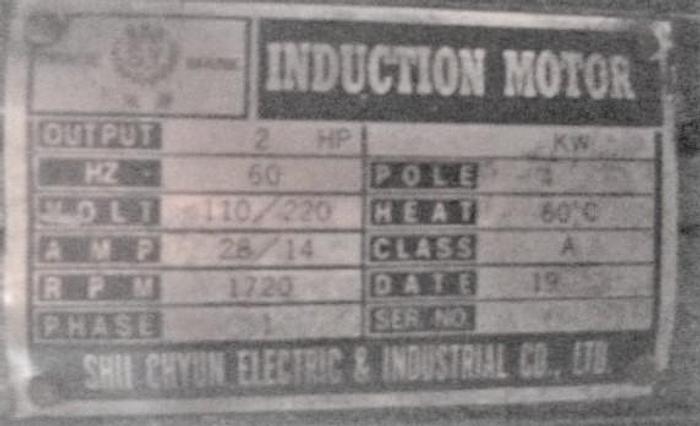 MARK
INDUCTION MOTOR
OUTPUT 2 HP KW
HZ 60 POLE 4
VOLT 110/220 HEAT 60°C
AMP 28/14 CLASS A
RPM 1720 DATE 19
PHASE 1 SER NO.
CHYUN ELECTRIC & INDUSTRIAL CO., LTD.